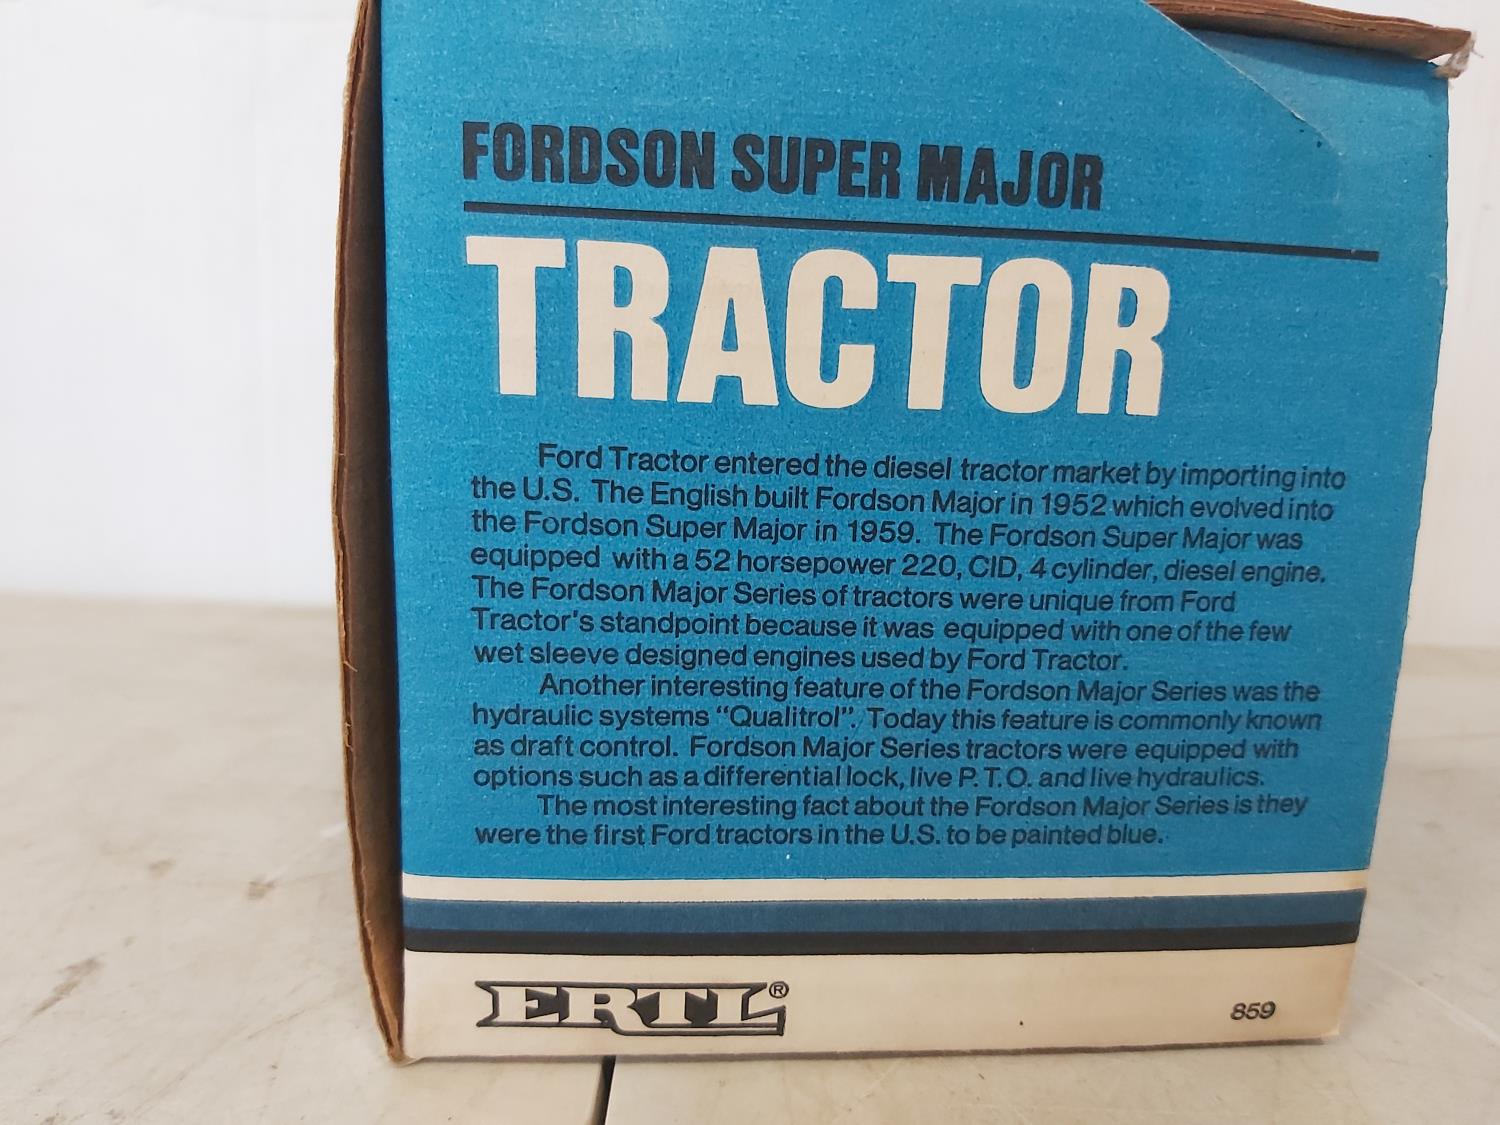 FORDSON SUPER MAJOR
TRACTOR
Ford Tractor entered the diesel tractor market by importing into
the U.S. The English built Fordson Major in 1952 which evolved into
the Fordson Super Major in 1959. The Fordson Super Major was
equipped with a 52 horsepower 220, CID, 4 cylinder, diesel engine.
The Fordson Major Series of tractors were unique from Ford
Tractor's standpoint because it was equipped with one of the few
wet sleeve designed engines used by Ford Tractor.
Another interesting feature of the Fordson Major Series was the
hydraulic systems "Qualitrol". Today this feature is commonly known
as draft control. Fordson Major Series tractors were equipped with
options such as a differential lock, live P.T.O. and live hydraulics.
The most interesting fact about the Fordson Major Series is they
were the first Ford tractors in the U.S. to be painted blue.
ERTL®
859